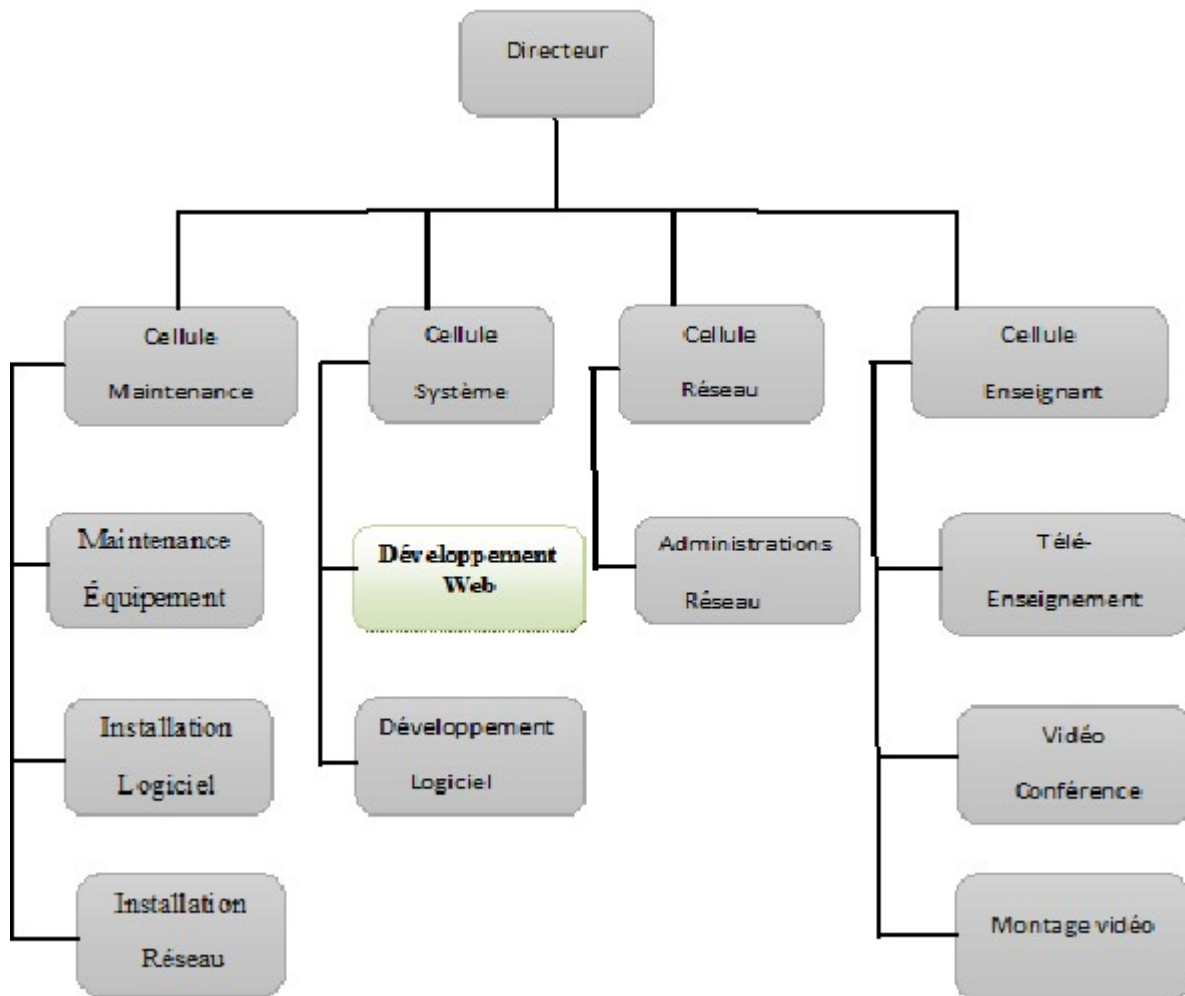 Directeur
Cellule
Maintenance
Cellule
Système
Cellule
Réseau
Cellule
Enseignant
Maintenance
Équipement
Développement
Web
Administrations
Réseau
Télé-
Enseignement
Installation
Logiciel
Développement
Logiciel
Vidéo
Conférence
Installation
Réseau
Montage vidéo